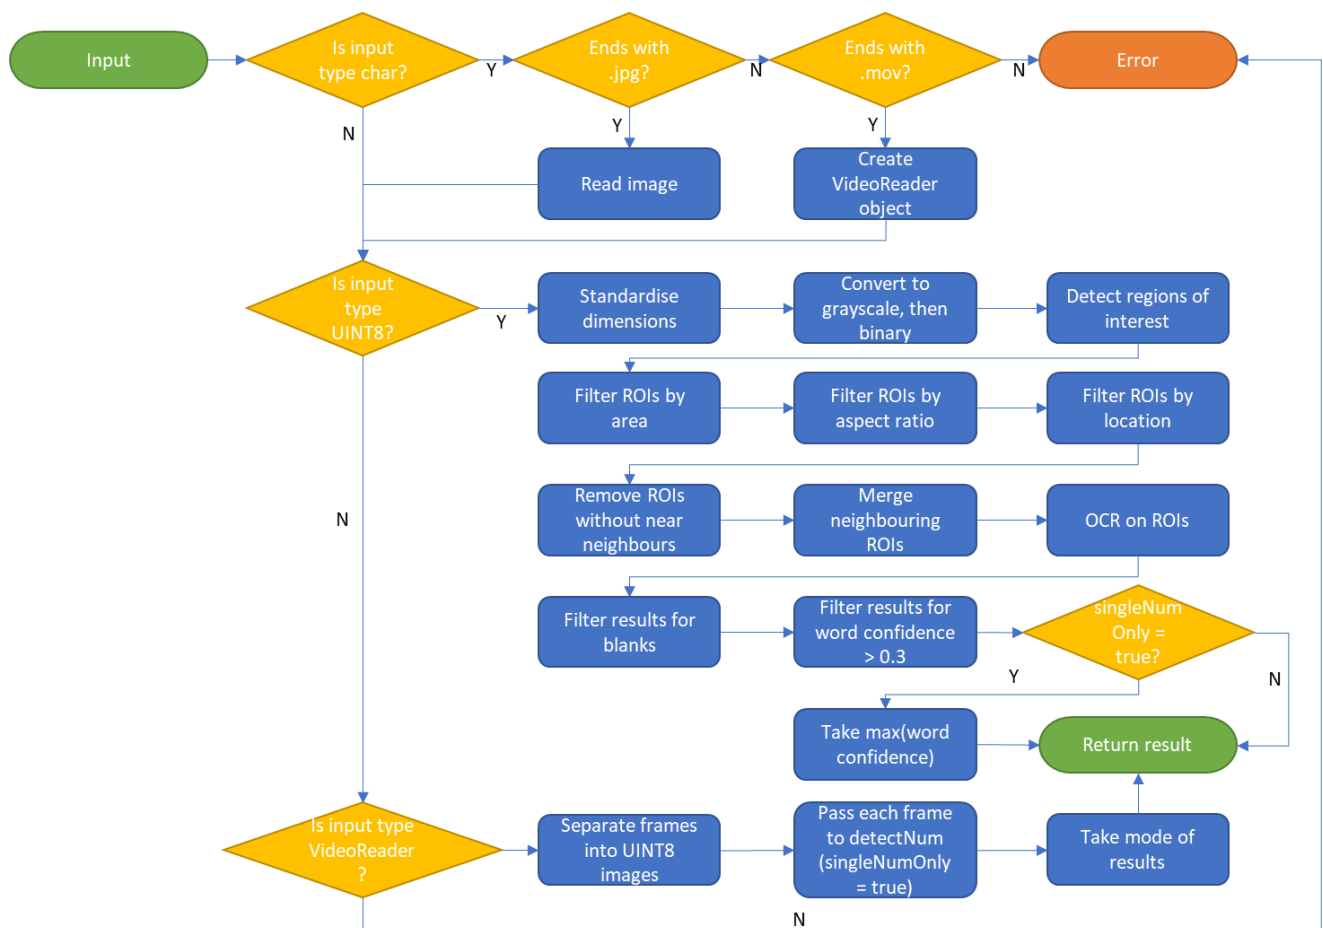 Input
Is input
type char?
Y
Ends with
.jpg?
N
Ends with
.mov?
N
Error
N
Y
Y
Read image
Create
VideoReader
object
Is input
type
UINT8?
Y
Standardise
dimensions
Convert to
grayscale, then
binary
Detect regions of
interest
Filter ROIs by
area
Filter ROIs by
aspect ratio
Filter ROIs by
location
N
Remove ROIs
without near
neighbours
Merge
neighbouring
ROIs
OCR on ROIs
Filter results for
blanks
Filter results for
word confidence
> 0.3
singleNum
Only =
true?
Y
N
Take max(word
confidence)
Return result
Is input type
VideoReader
?
Separate frames
into UINT8
images
Pass each frame
to detectNum
(singleNumOnly
= true)
Take mode of
results
N